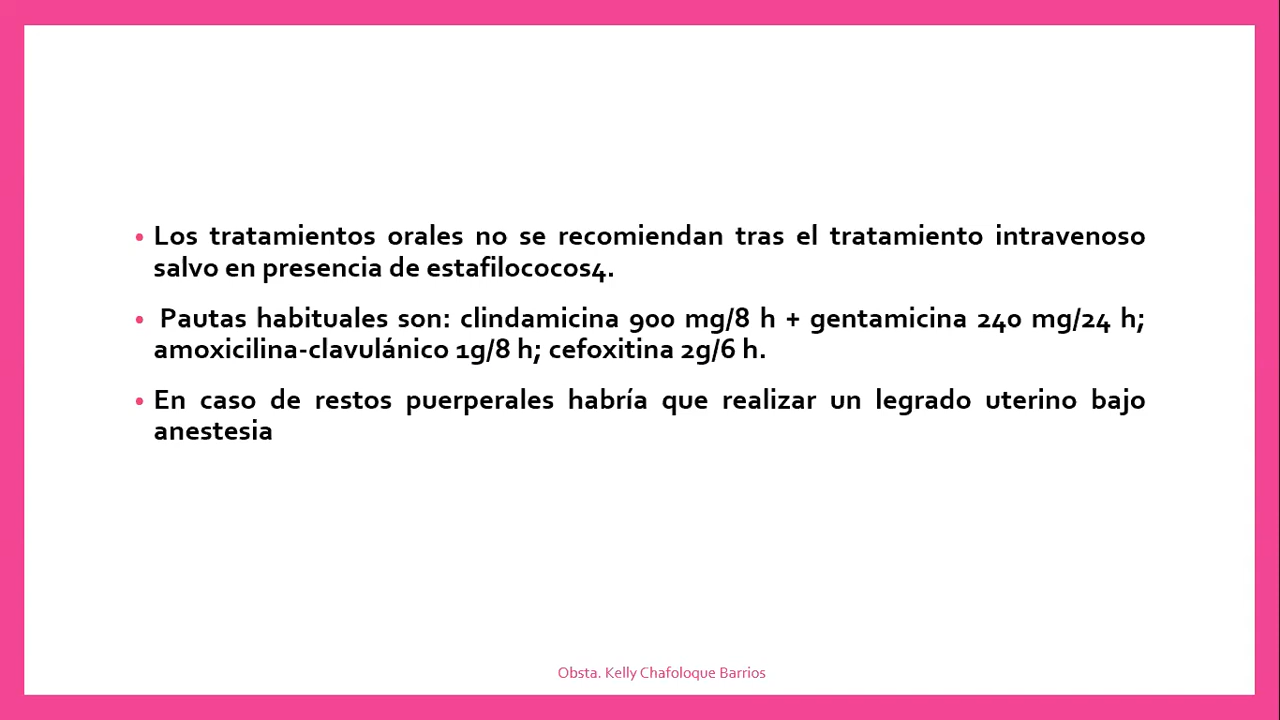 • Los tratamientos orales no se recomiendan tras el tratamiento intravenoso
salvo en presencia de estafilococos4.
• Pautas habituales son: clindamicina 900 mg/8 h + gentamicina 240 mg/24 h;
amoxicilina-clavulánico 1g/8 h; cefoxitina 2g/6 h.
• En caso de restos puerperales habría que realizar un legrado uterino bajo
anestesia
Obsta. Kelly Chafoloque Barrios